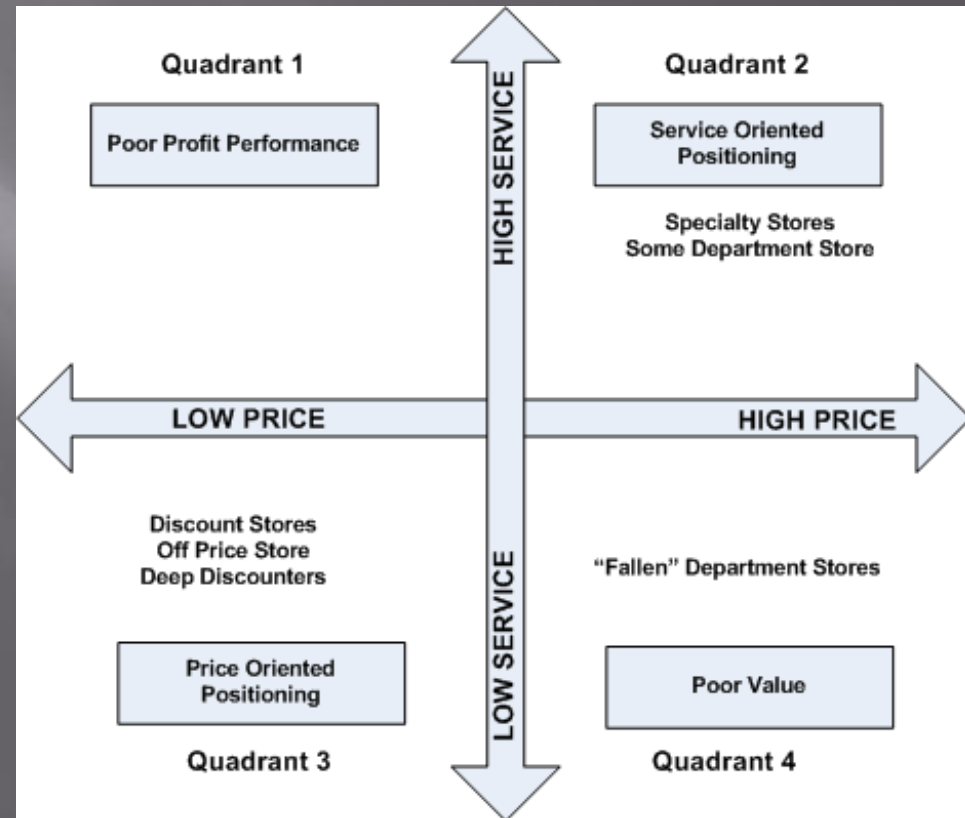 Quadrant 1
Poor Profit Performance
Quadrant 2
Service Oriented
Positioning
Specialty Stores
Some Department Store
HIGH SERVICE
LOW PRICE
HIGH PRICE
LOW SERVICE
Discount Stores
Off Price Store
Deep Discounters
Price Oriented
Positioning
Quadrant 3
“Fallen” Department Stores
Poor Value
Quadrant 4